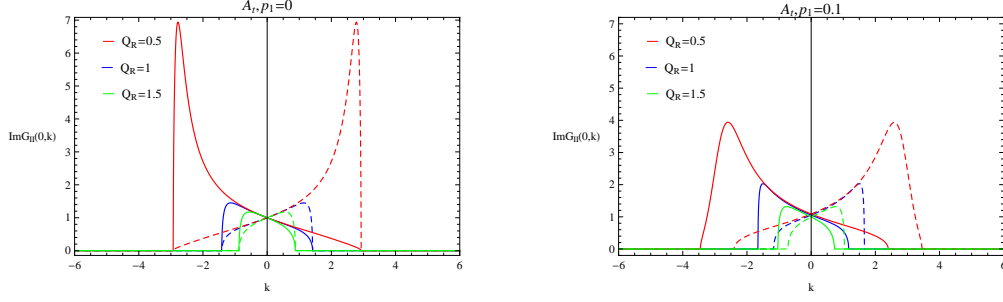 A_t,p_1=0
7
6
5
4
3
2
1
0
ImG_II(0,k)
Q_R=0.5
Q_R=1
Q_R=1.5
−6 −4 −2 0 2 4 6
k
A_t,p_1=0.1
7
6
5
4
3
2
1
0
ImG_II(0,k)
Q_R=0.5
Q_R=1
Q_R=1.5
−6 −4 −2 0 2 4 6
k